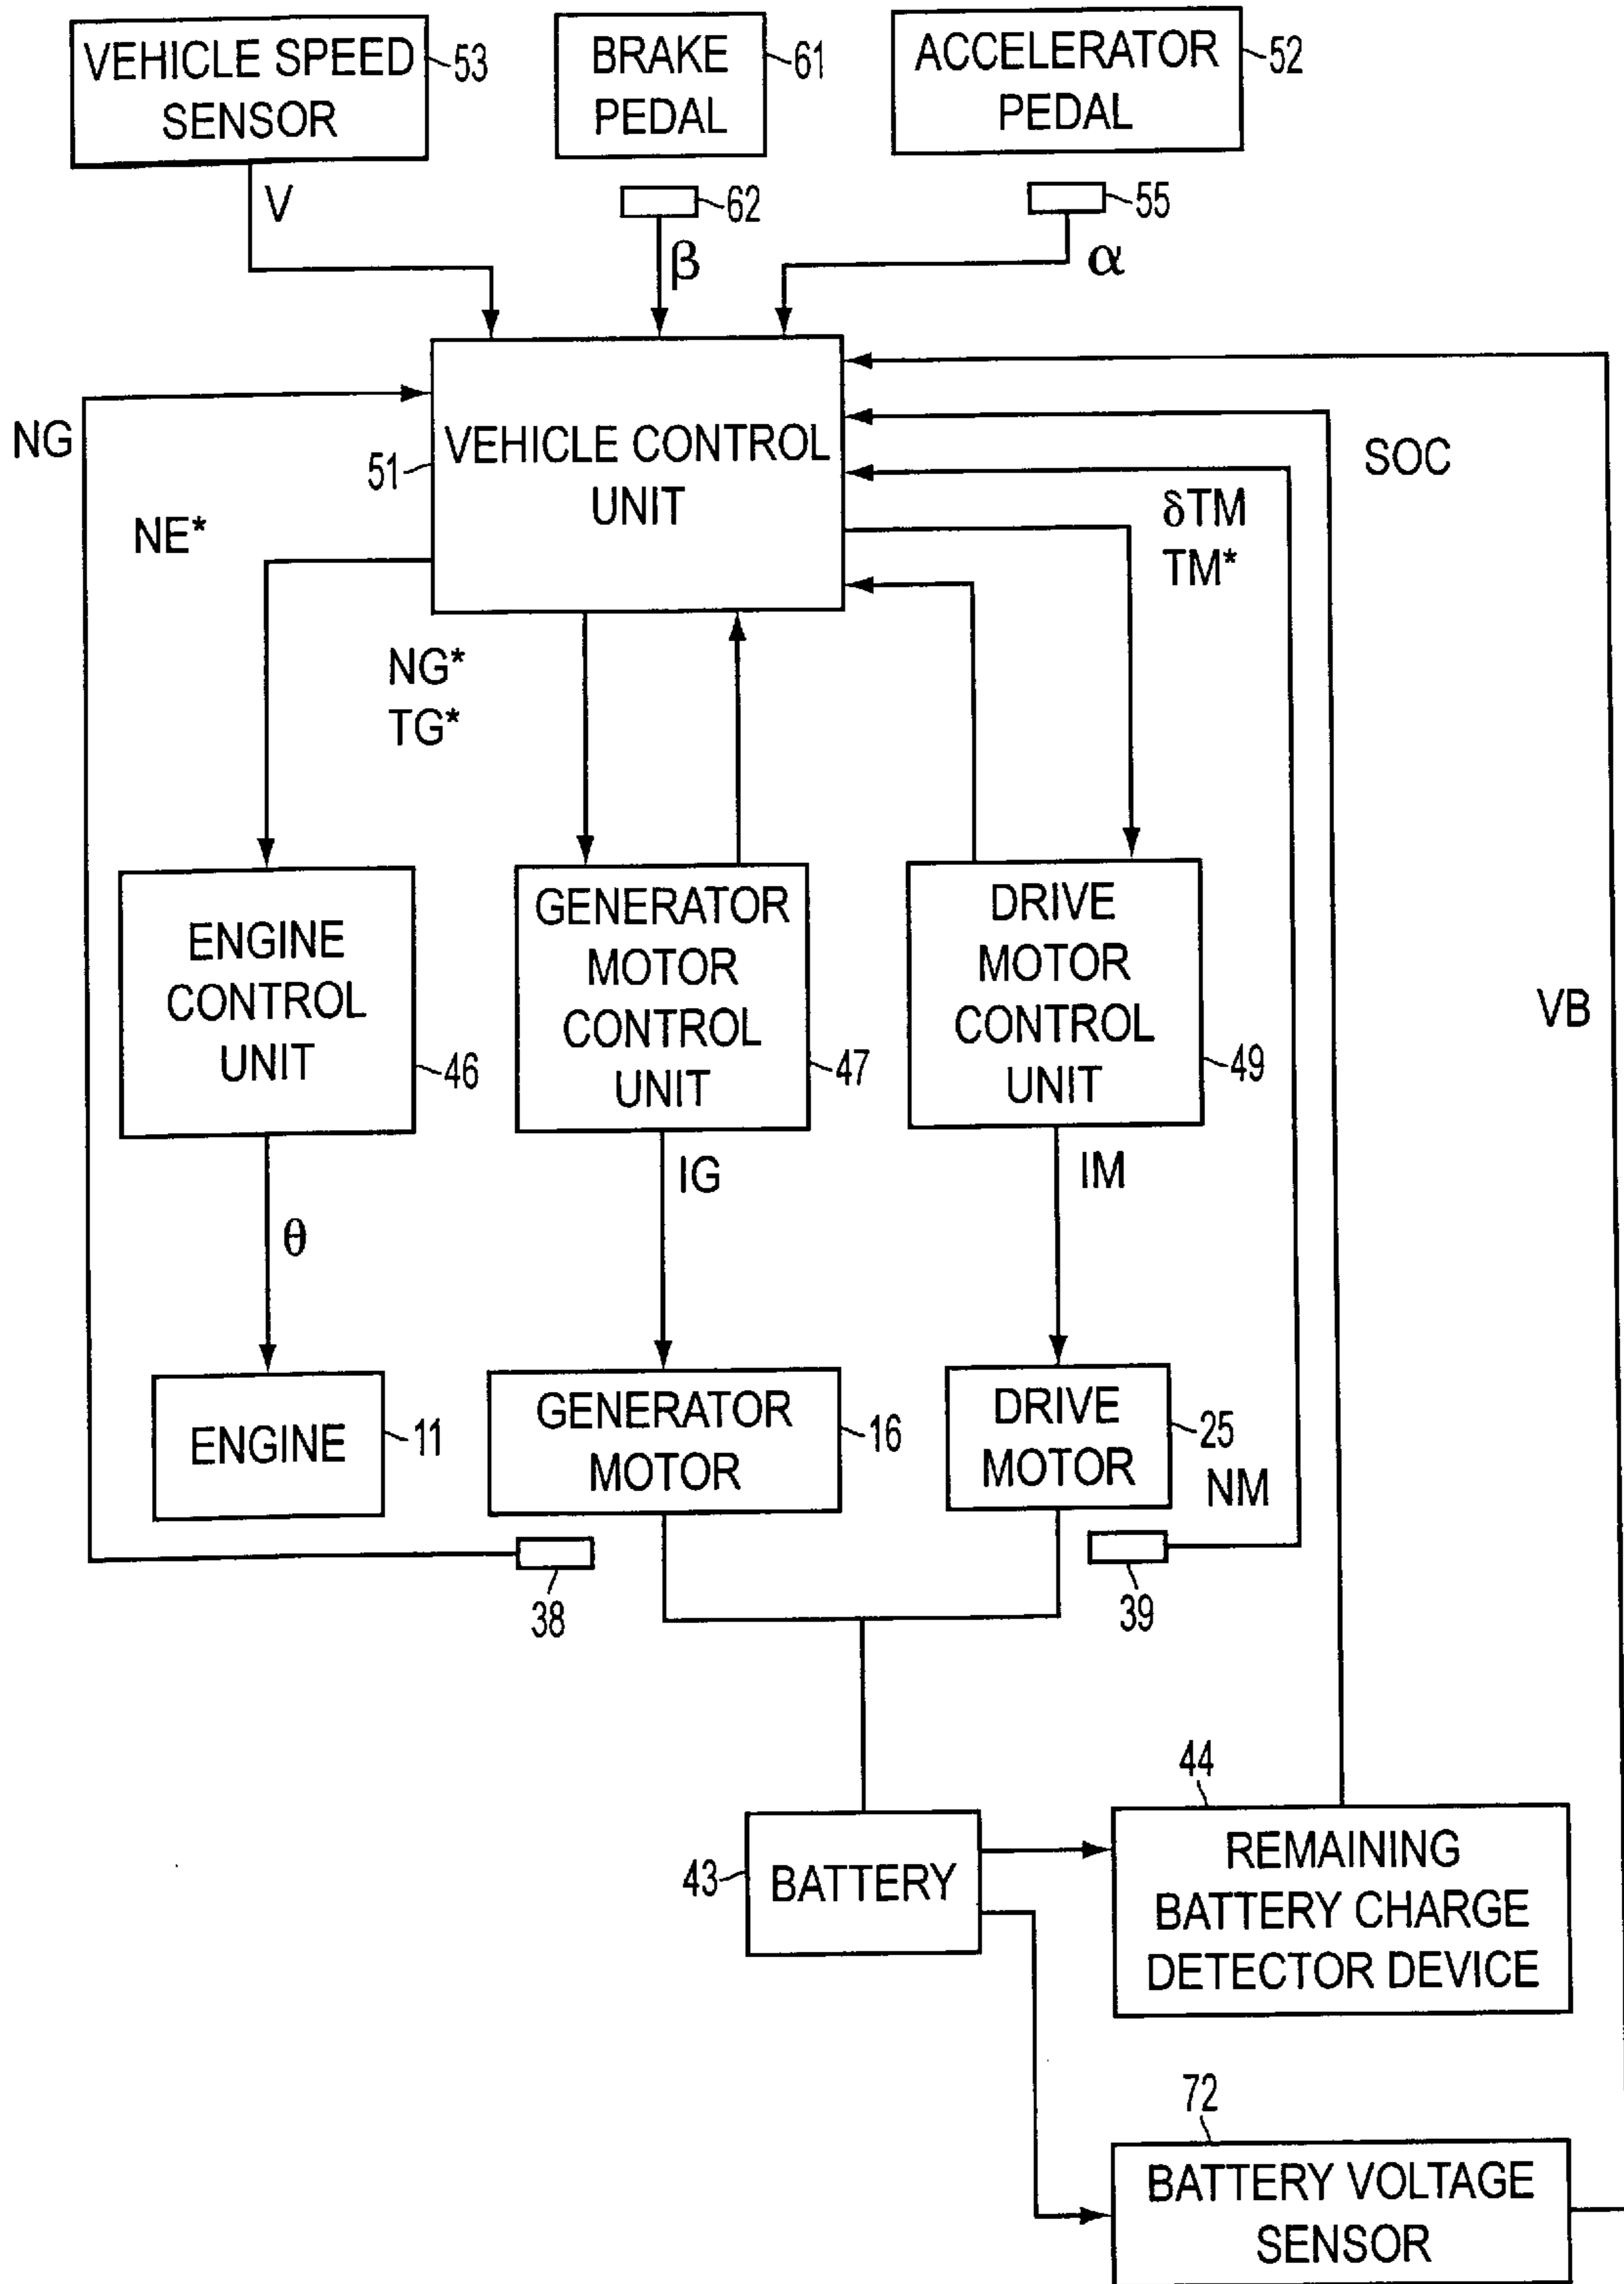 VEHICLE SPEED
SENSOR
53
BRAKE
PEDAL
61
ACCELERATOR
PEDAL
52
V
62
β
55
α
NG
51
VEHICLE CONTROL
UNIT
SOC
NE*
δTM
TM*
NG*
TG*
ENGINE
CONTROL
UNIT
46
GENERATOR
MOTOR
CONTROL
UNIT
47
DRIVE
MOTOR
CONTROL
UNIT
49
VB
θ
IG
IM
ENGINE
11
GENERATOR
MOTOR
16
DRIVE
MOTOR
25
NM
38
39
43
BATTERY
44
REMAINING
BATTERY CHARGE
DETECTOR DEVICE
72
BATTERY VOLTAGE
SENSOR